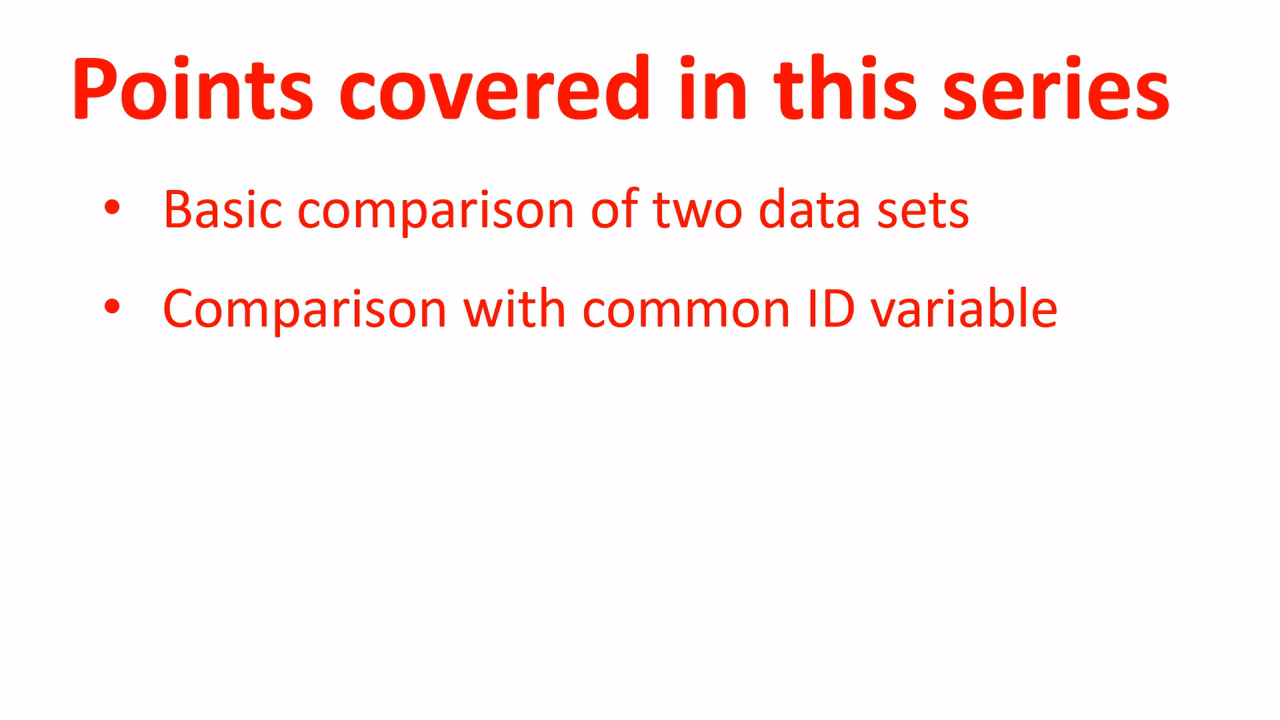 Points covered in this series
• Basic comparison of two data sets
• Comparison with common ID variable